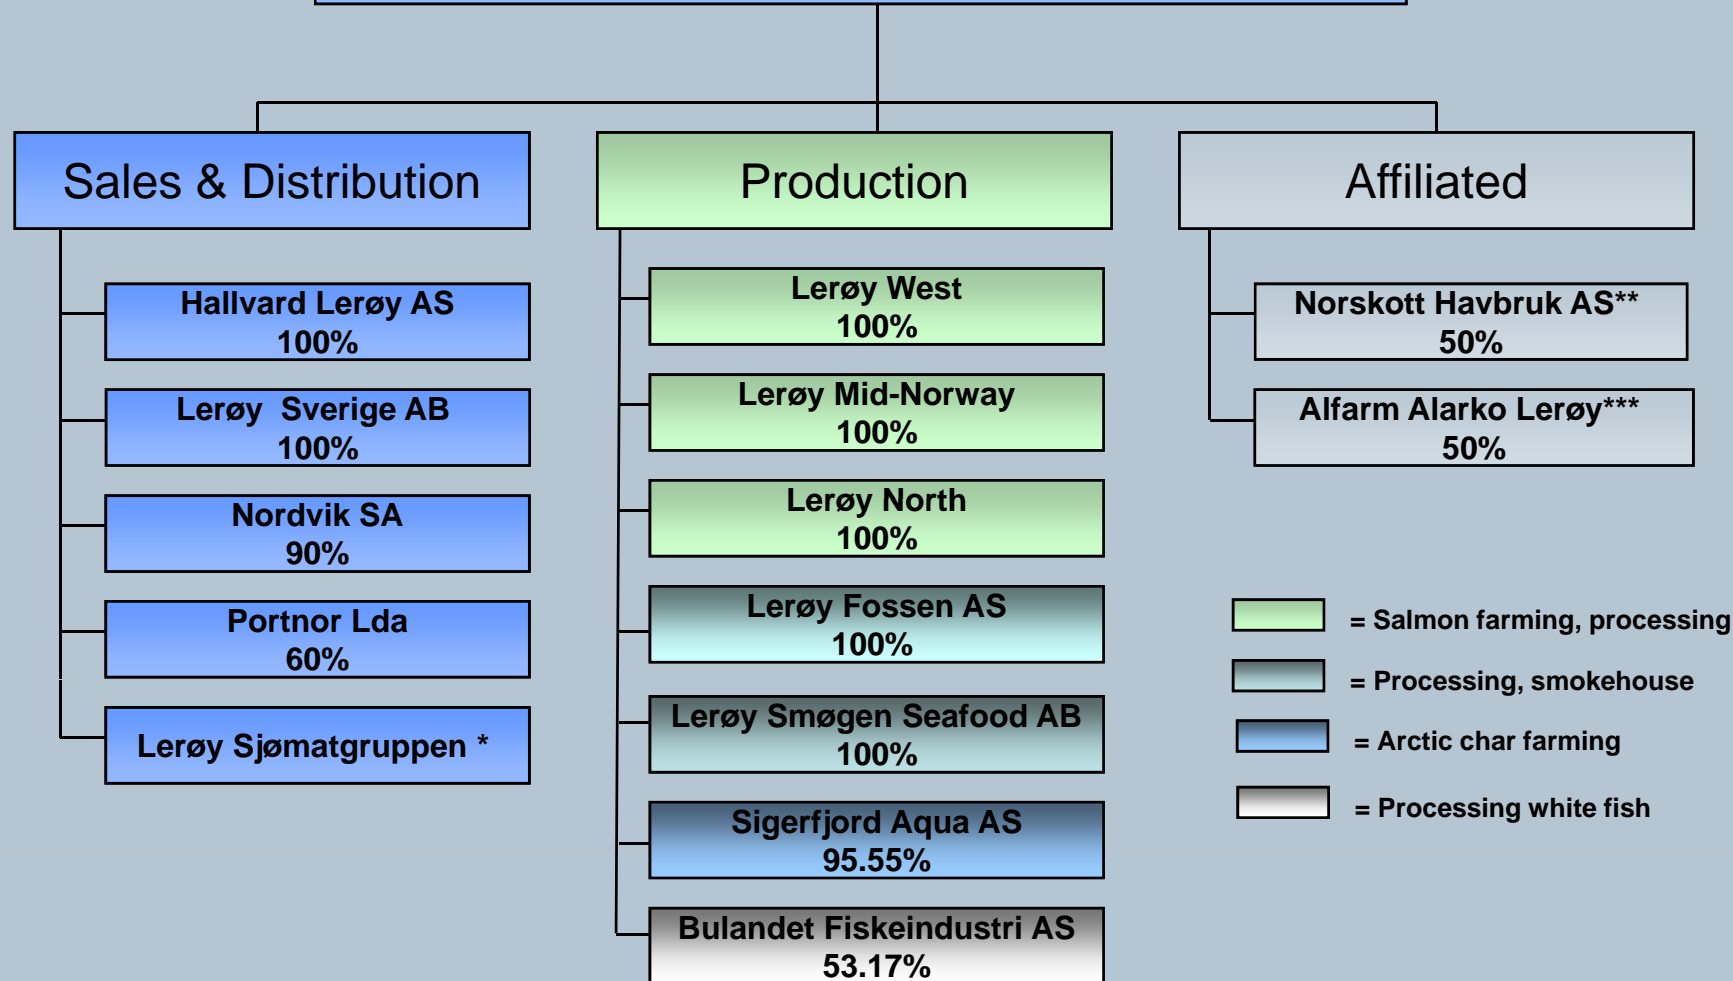 Sales & Distribution
Hallvard Lerøy AS
100%
Lerøy Sverige AB
100%
Nordvik SA
90%
Portnor Lda
60%
Lerøy Sjømatgruppen *
Production
Lerøy West
100%
Lerøy Mid-Norway
100%
Lerøy North
100%
Lerøy Fossen AS
100%
Lerøy Smøgen Seafood AB
100%
Sigerfjord Aqua AS
95.55%
Bulandet Fiskeindustri AS
53.17%
Affiliated
Norskott Havbruk AS**
50%
Alfarm Alarko Lerøy***
50%
= Salmon farming, processing
= Processing, smokehouse
= Arctic char farming
= Processing white fish